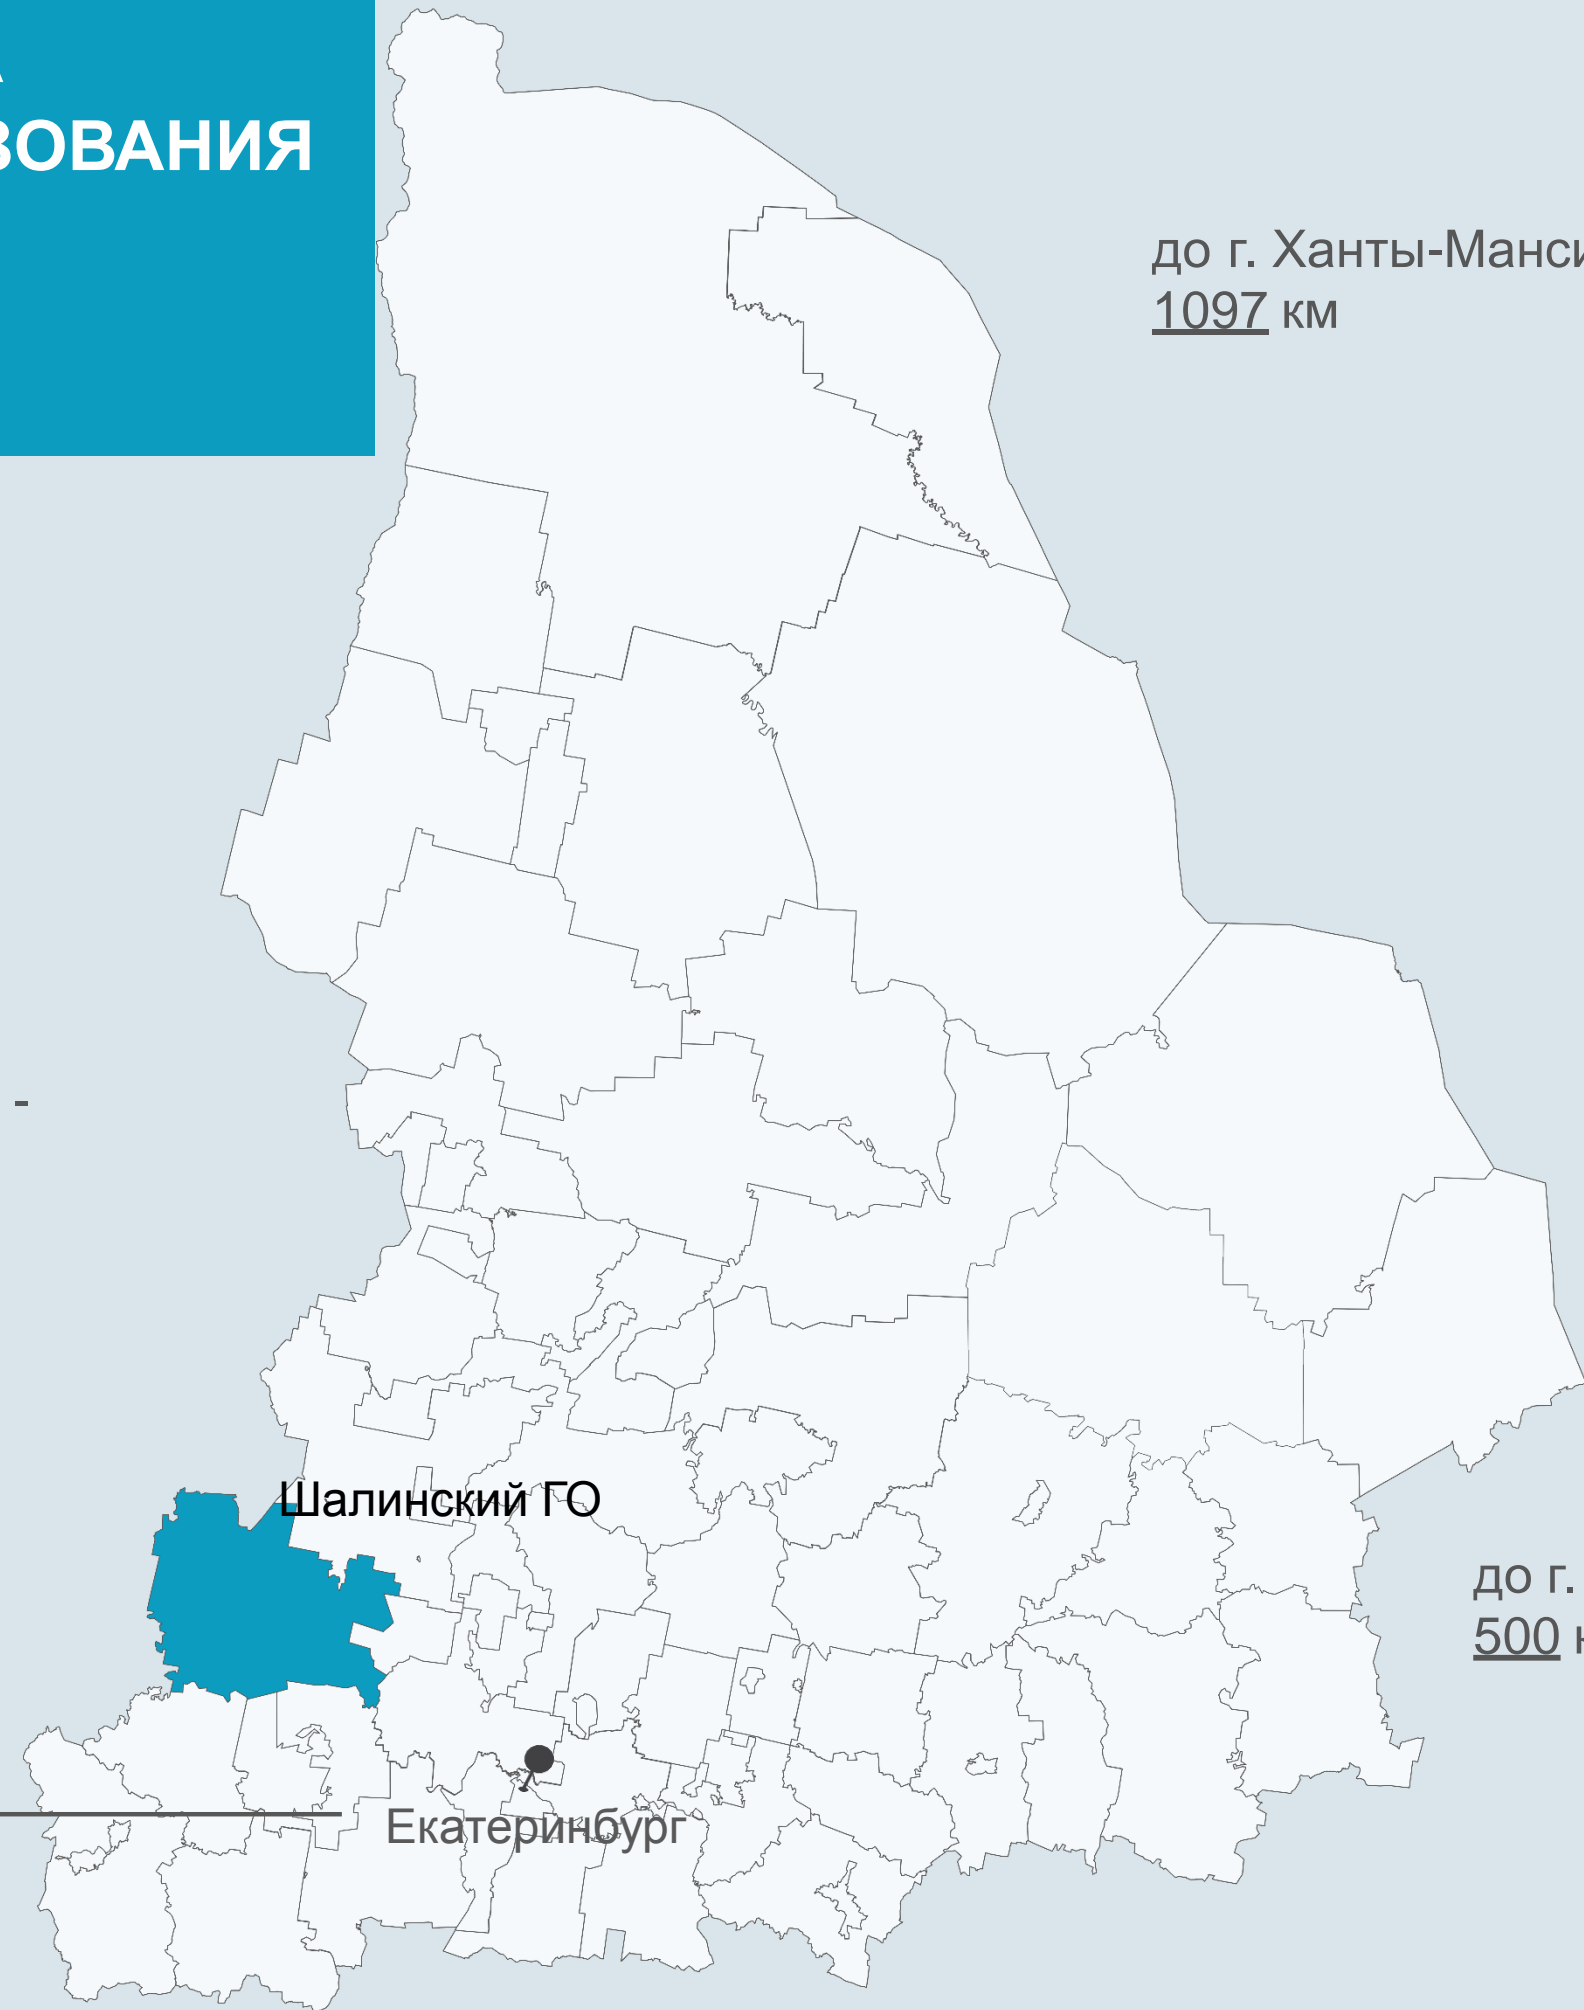 А
ЗОВАНИЯ
до г. Ханты-Манси
1097 км
-
Шалинский ГО
до г.
500 к
Екатеринбург